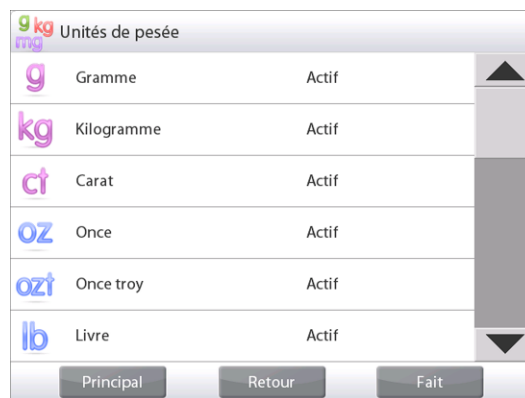 g kg mg Unités de pesée
g Gramme Actif
kg Kilogramme Actif
ct Carat Actif
oz Once Actif
ozt Once troy Actif
lb Livre Actif
Principal Retour Fait